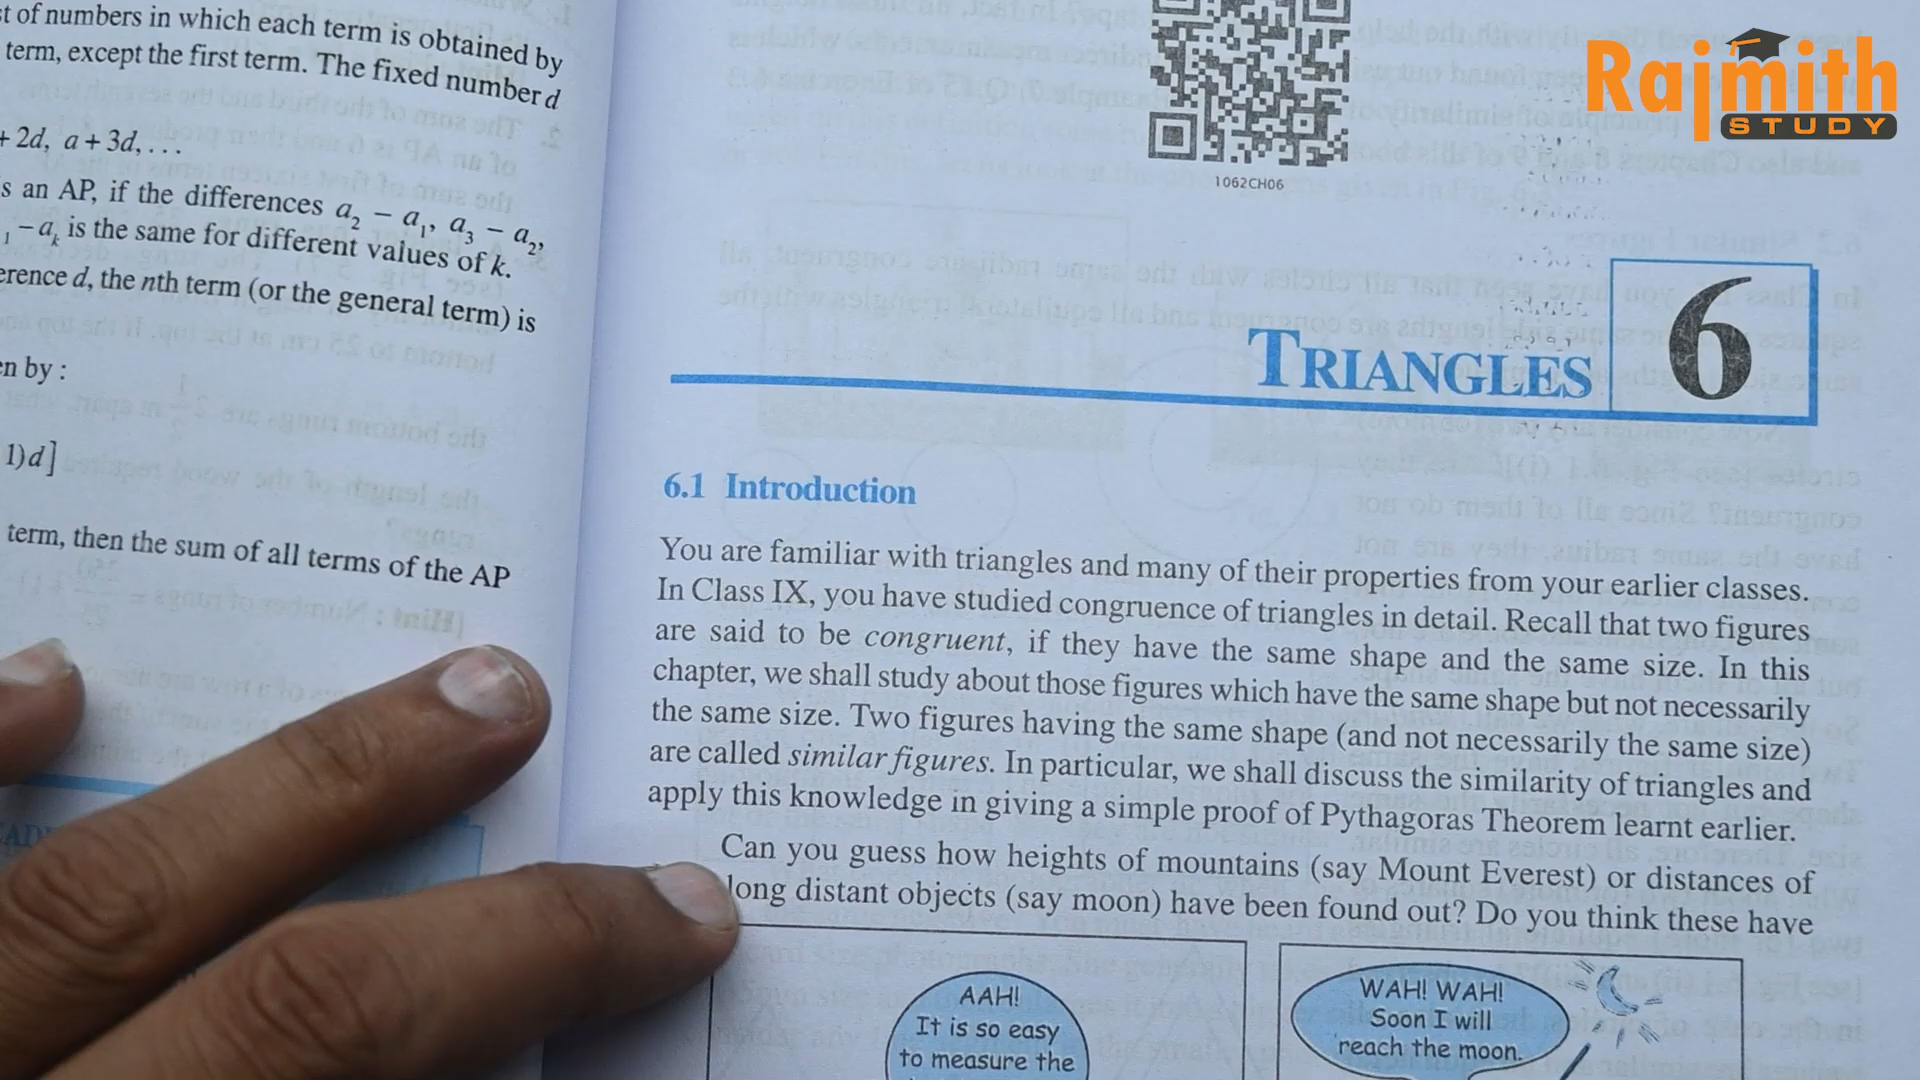 t of numbers in which each term is obtained by
term, except the first term. The fixed number d
+ 2d, a + 3d, . . .
s an AP, if the differences a₂ – a₁, a₃ – a₂,
₁ – aₖ is the same for different values of k.
erence d, the nth term (or the general term) is
en by :
1)d]
term, then the sum of all terms of the AP
1062CH06
Rajmith
STUDY
TRIANGLES 6
6.1 Introduction
You are familiar with triangles and many of their properties from your earlier classes.
In Class IX, you have studied congruence of triangles in detail. Recall that two figures
are said to be congruent, if they have the same shape and the same size. In this
chapter, we shall study about those figures which have the same shape but not necessarily
the same size. Two figures having the same shape (and not necessarily the same size)
are called similar figures. In particular, we shall discuss the similarity of triangles and
apply this knowledge in giving a simple proof of Pythagoras Theorem learnt earlier.
Can you guess how heights of mountains (say Mount Everest) or distances of
long distant objects (say moon) have been found out? Do you think these have
AAH!
It is so easy
to measure the
WAH! WAH!
Soon I will
reach the moon.